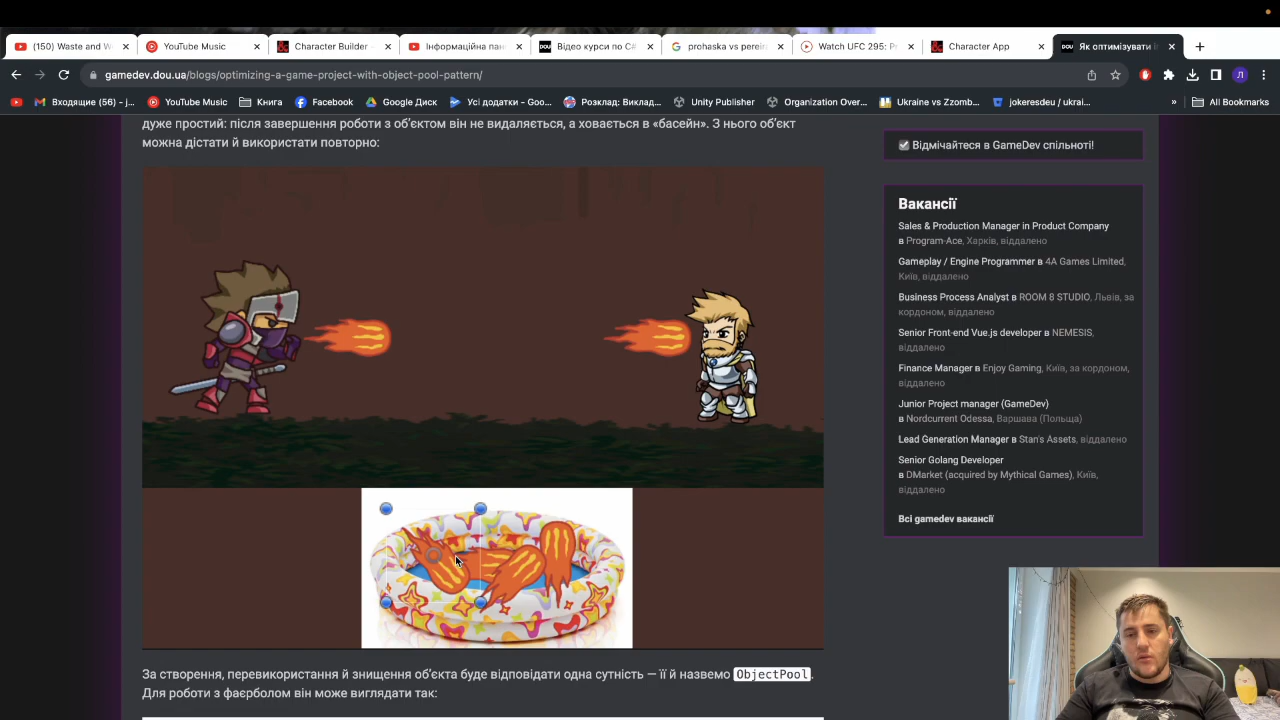 (150) Waste and W
YouTube Music
Character Builder -
Інформаційна пан
Відео курси по C#
prohaska vs pereira
Watch UFC 295: Pr
Character App
Як оптимізувати і
gamedev.dou.ua/blogs/optimizing-a-game-project-with-object-pool-pattern/
Входящие (56) – j...
YouTube Music
Книга
Facebook
Google Диск
Усі додатки - Goo...
Розклад: Виклад...
Unity Publisher
Organization Over...
Ukraine vs Zzomb...
jokeresdeu / ukrai...
»
All Bookmarks
дуже простий: після завершення роботи з об’єктом він не видаляється, а ховається в «басейн». З нього об’єкт
можна дістати й використати повторно:
За створення, перевикористання й знищення об’єкта буде відповідати одна сутність — її й назвемо ObjectPool.
Для роботи з фаєрболом він може виглядати так:
Відмічайтеся в GameDev спільноті!
Вакансії
Sales & Production Manager in Product Company
в Program-Ace, Харків, віддалено
Gameplay / Engine Programmer в 4A Games Limited,
Київ, віддалено
Business Process Analyst в ROOM 8 STUDIO, Львів, за
кордоном, віддалено
Senior Front-end Vue.js developer в NEMESIS,
віддалено
Finance Manager в Enjoy Gaming, Київ, за кордоном,
віддалено
Junior Project manager (GameDev)
в Nordcurrent Odessa, Варшава (Польща)
Lead Generation Manager в Stan's Assets, віддалено
Senior Golang Developer
в DMarket (acquired by Mythical Games), Київ,
віддалено
Всі gamedev вакансії